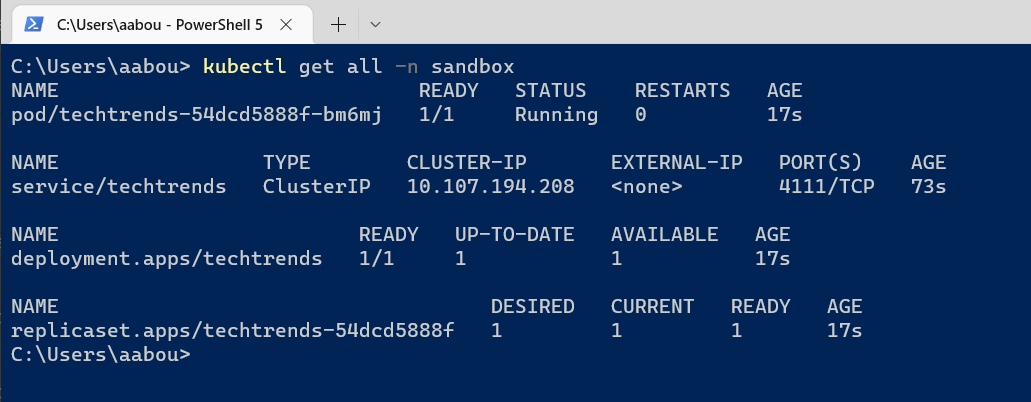 C:\Users\aabou - PowerShell 5
C:\Users\aabou> kubectl get all -n sandbox
NAME READY STATUS RESTARTS AGE
pod/techtrends-54dcd5888f-bm6mj 1/1 Running 0 17s
NAME TYPE CLUSTER-IP EXTERNAL-IP PORT(S) AGE
service/techtrends ClusterIP 10.107.194.208 <none> 4111/TCP 73s
NAME READY UP-TO-DATE AVAILABLE AGE
deployment.apps/techtrends 1/1 1 1 17s
NAME DESIRED CURRENT READY AGE
replicaset.apps/techtrends-54dcd5888f 1 1 1 17s
C:\Users\aabou>